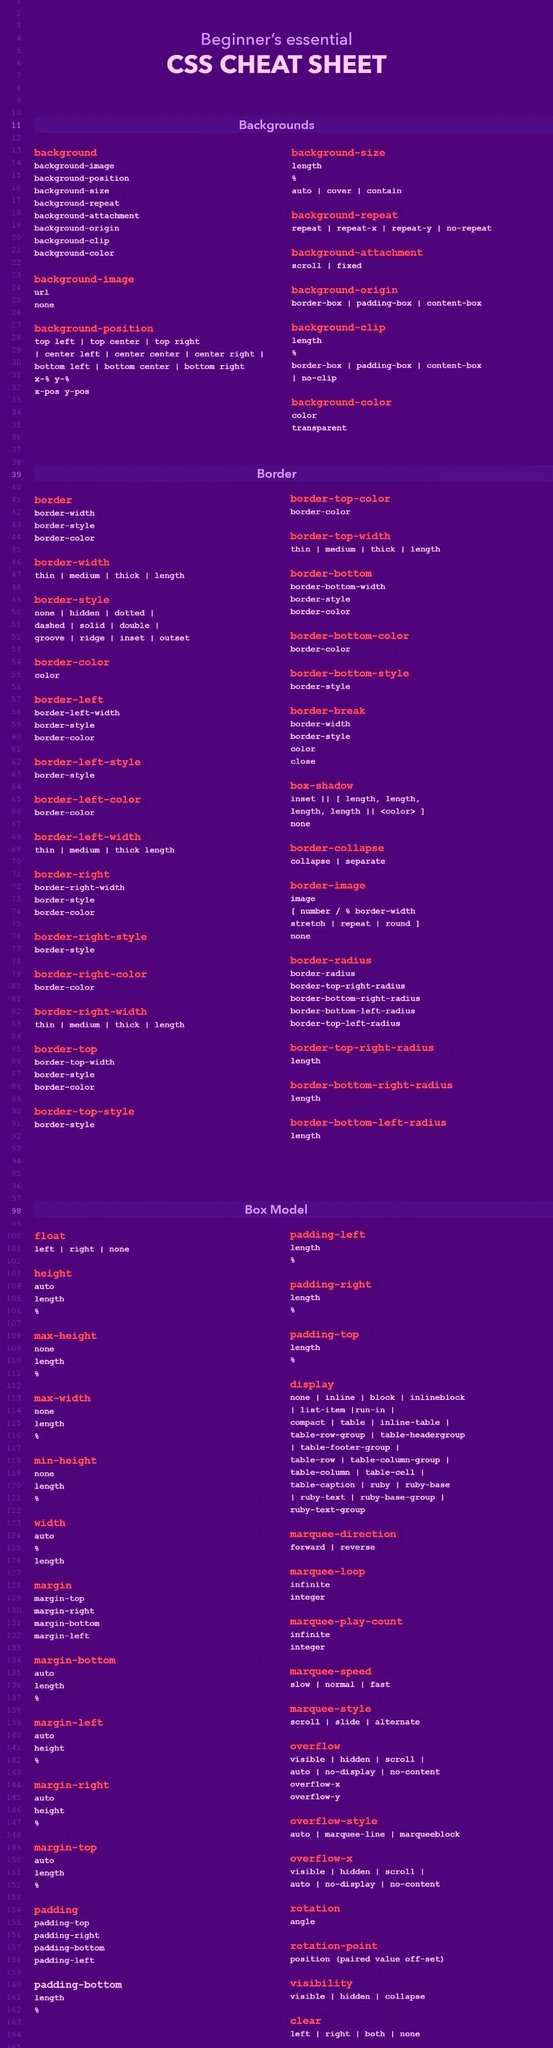 Beginner's essential
CSS CHEAT SHEET
Backgrounds
background
background-image
background-position
background-size
background-repeat
background-attachment
background-origin
background-clip
background-color
background-image
url
none
background-position
top left | top center | top right
| center left | center center | center right |
bottom left | bottom center | bottom right
x-% y-%
x-pos y-pos
background-size
length
%
auto | cover | contain
background-repeat
repeat | repeat-x | repeat-y | no-repeat
background-attachment
scroll | fixed
background-origin
border-box | padding-box | content-box
background-clip
length
%
border-box | padding-box | content-box
| no-clip
background-color
color
transparent
Border
border
border-width
border-style
border-color
border-width
thin | medium | thick | length
border-style
none | hidden | dotted |
dashed | solid | double |
groove | ridge | inset | outset
border-color
color
border-left
border-left-width
border-style
border-color
border-left-style
border-style
border-left-color
border-color
border-left-width
thin | medium | thick length
border-right
border-right-width
border-style
border-color
border-right-style
border-style
border-right-color
border-color
border-right-width
thin | medium | thick | length
border-top
border-top-width
border-style
border-color
border-top-style
border-style
border-top-color
border-color
border-top-width
thin | medium | thick | length
border-bottom
border-bottom-width
border-style
border-color
border-bottom-color
border-color
border-bottom-style
border-style
border-break
border-width
border-style
color
close
box-shadow
inset || [ length, length,
length, length || <color> ]
none
border-collapse
collapse | separate
border-image
image
[ number / % border-width
stretch | repeat | round ]
none
border-radius
border-radius
border-top-right-radius
border-bottom-right-radius
border-bottom-left-radius
border-top-left-radius
border-top-right-radius
length
border-bottom-right-radius
length
border-bottom-left-radius
length
Box Model
float
left | right | none
height
auto
length
%
max-height
none
length
%
max-width
none
length
%
min-height
none
length
%
width
auto
%
length
margin
margin-top
margin-right
margin-bottom
margin-left
margin-bottom
auto
length
%
margin-left
auto
height
%
margin-right
auto
height
%
margin-top
auto
length
%
padding
padding-top
padding-right
padding-bottom
padding-left
padding-bottom
length
%
padding-left
length
%
padding-right
length
%
padding-top
length
%
display
none | inline | block | inlineblock
| list-item |run-in |
compact | table | inline-table |
table-row-group | table-headergroup
| table-footer-group |
table-row | table-column-group |
table-column | table-cell |
table-caption | ruby | ruby-base
| ruby-text | ruby-base-group |
ruby-text-group
marquee-direction
forward | reverse
marquee-loop
infinite
integer
marquee-play-count
infinite
integer
marquee-speed
slow | normal | fast
marquee-style
scroll | slide | alternate
overflow
visible | hidden | scroll |
auto | no-display | no-content
overflow-x
overflow-y
overflow-style
auto | marquee-line | marqueeblock
overflow-x
visible | hidden | scroll |
auto | no-display | no-content
rotation
angle
rotation-point
position (paired value off-set)
visibility
visible | hidden | collapse
clear
left | right | both | none